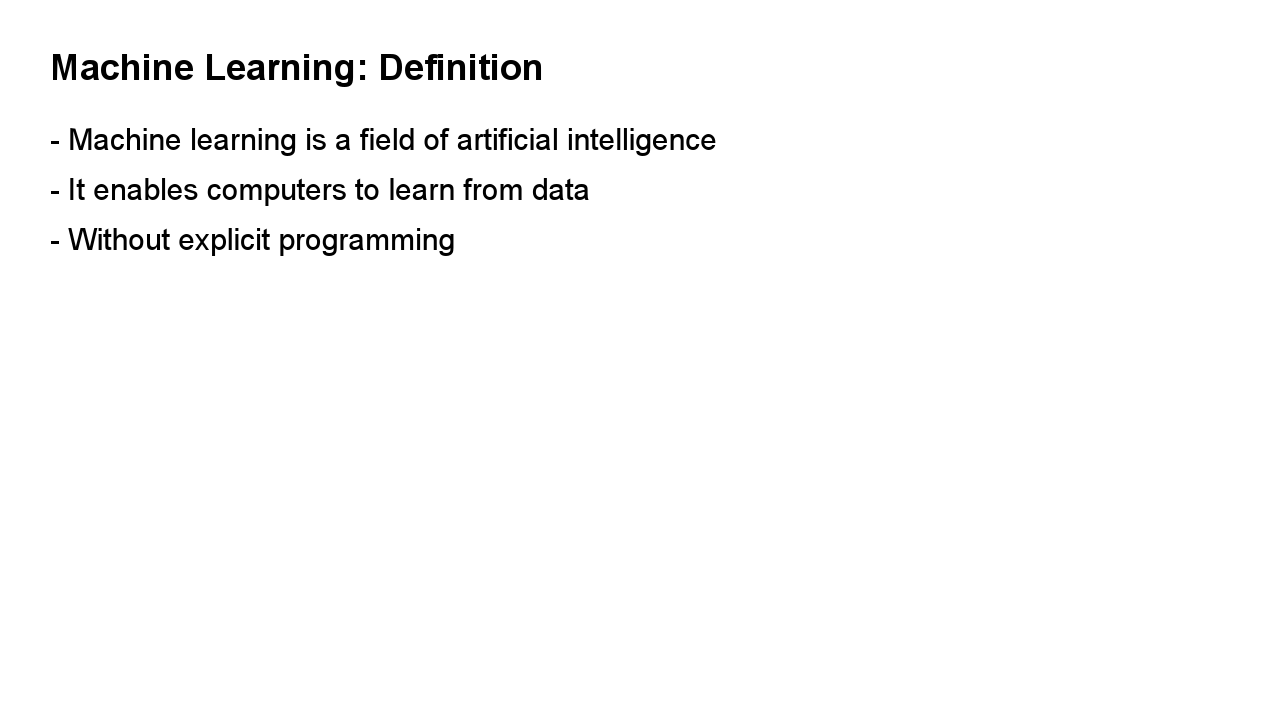 Machine Learning: Definition
- Machine learning is a field of artificial intelligence
- It enables computers to learn from data
- Without explicit programming